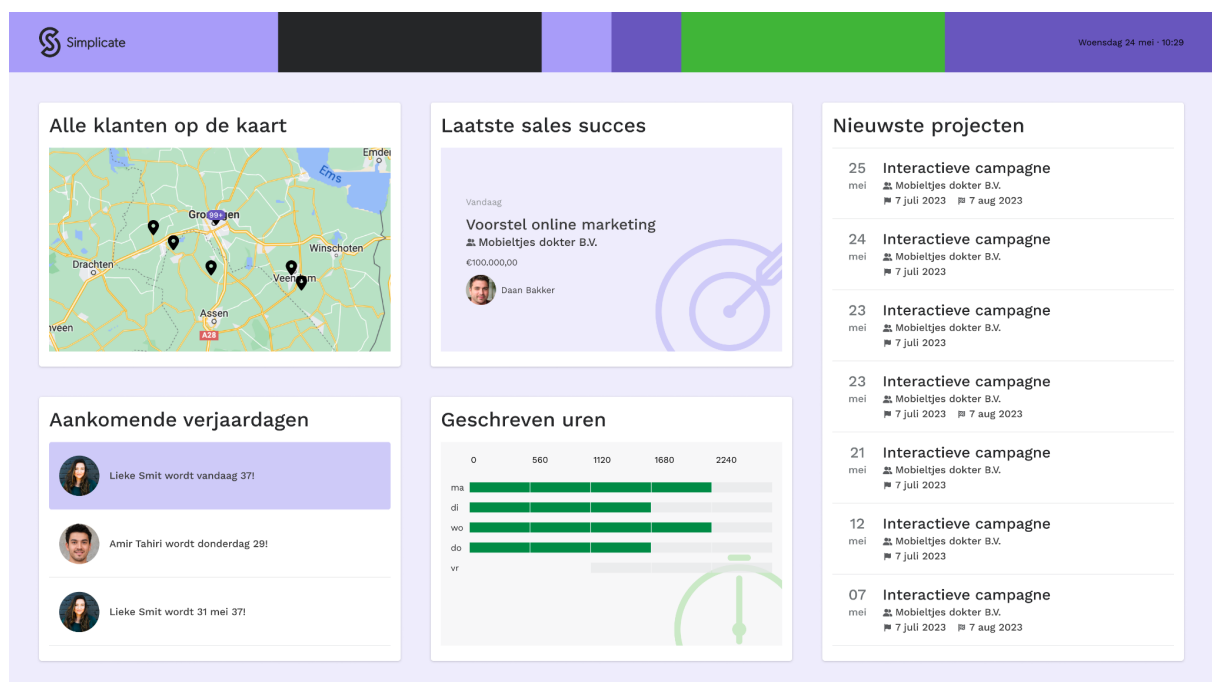 Simplicate
Woensdag 24 mei · 10:29
Alle klanten op de kaart
Emden
Ems
Groningen
99+
Winschoten
Drachten
Veendam
Assen
A28
Laatste sales succes
Vandaag
Voorstel online marketing
Mobieltjes dokter B.V.
€100.000,00
Daan Bakker
Aankomende verjaardagen
Lieke Smit wordt vandaag 37!
Amir Tahiri wordt donderdag 29!
Lieke Smit wordt 31 mei 37!
Geschreven uren
0 560 1120 1680 2240
ma
di
wo
do
vr
Nieuwste projecten
25 Interactieve campagne
mei Mobieltjes dokter B.V.
7 juli 2023 7 aug 2023
24 Interactieve campagne
mei Mobieltjes dokter B.V.
7 juli 2023
23 Interactieve campagne
mei Mobieltjes dokter B.V.
7 juli 2023
23 Interactieve campagne
mei Mobieltjes dokter B.V.
7 juli 2023 7 aug 2023
21 Interactieve campagne
mei Mobieltjes dokter B.V.
7 juli 2023
12 Interactieve campagne
mei Mobieltjes dokter B.V.
7 juli 2023
07 Interactieve campagne
mei Mobieltjes dokter B.V.
7 juli 2023 7 aug 2023